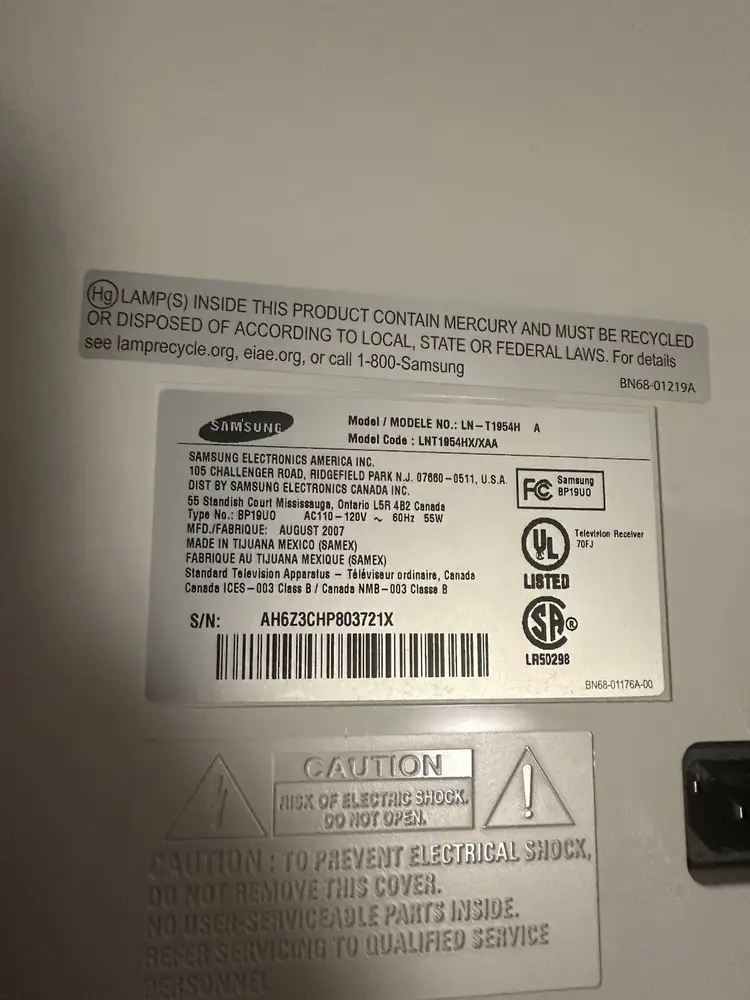 Hg LAMP(S) INSIDE THIS PRODUCT CONTAIN MERCURY AND MUST BE RECYCLED
OR DISPOSED OF ACCORDING TO LOCAL, STATE OR FEDERAL LAWS. For details
see lamprecycle.org, eiae.org, or call 1-800-Samsung
BN68-01219A
SAMSUNG
Model / MODELE NO.: LN-T1954H A
Model Code : LNT1954HX/XAA
SAMSUNG ELECTRONICS AMERICA INC.
105 CHALLENGER ROAD, RIDGEFIELD PARK N.J. 07660-0511, U.S.A.
DIST BY SAMSUNG ELECTRONICS CANADA INC.
55 Standish Court Mississauga, Ontario L5R 4B2 Canada
Type No.: BP19UO AC110-120V ~ 60Hz 55W
MFD./FABRIQUE: AUGUST 2007
MADE IN TIJUANA MEXICO (SAMEX)
FABRIQUE AU TIJUANA MEXIQUE (SAMEX)
Standard Television Apparatus - Téléviseur ordinaire, Canada
Canada ICES-003 Class B / Canada NMB-003 Classe B
FC Samsung
BP19UO
UL Television Receiver
70FJ
LISTED
SA ®
LR50298
S/N: AH6Z3CHP803721X
BN68-01176A-00
CAUTION
RISK OF ELECTRIC SHOCK.
DO NOT OPEN.
CAUTION : TO PREVENT ELECTRICAL SHOCK,
DO NOT REMOVE THIS COVER.
NO USER-SERVICEABLE PARTS INSIDE.
REFER SERVICING TO QUALIFIED SERVICE
PERSONNEL